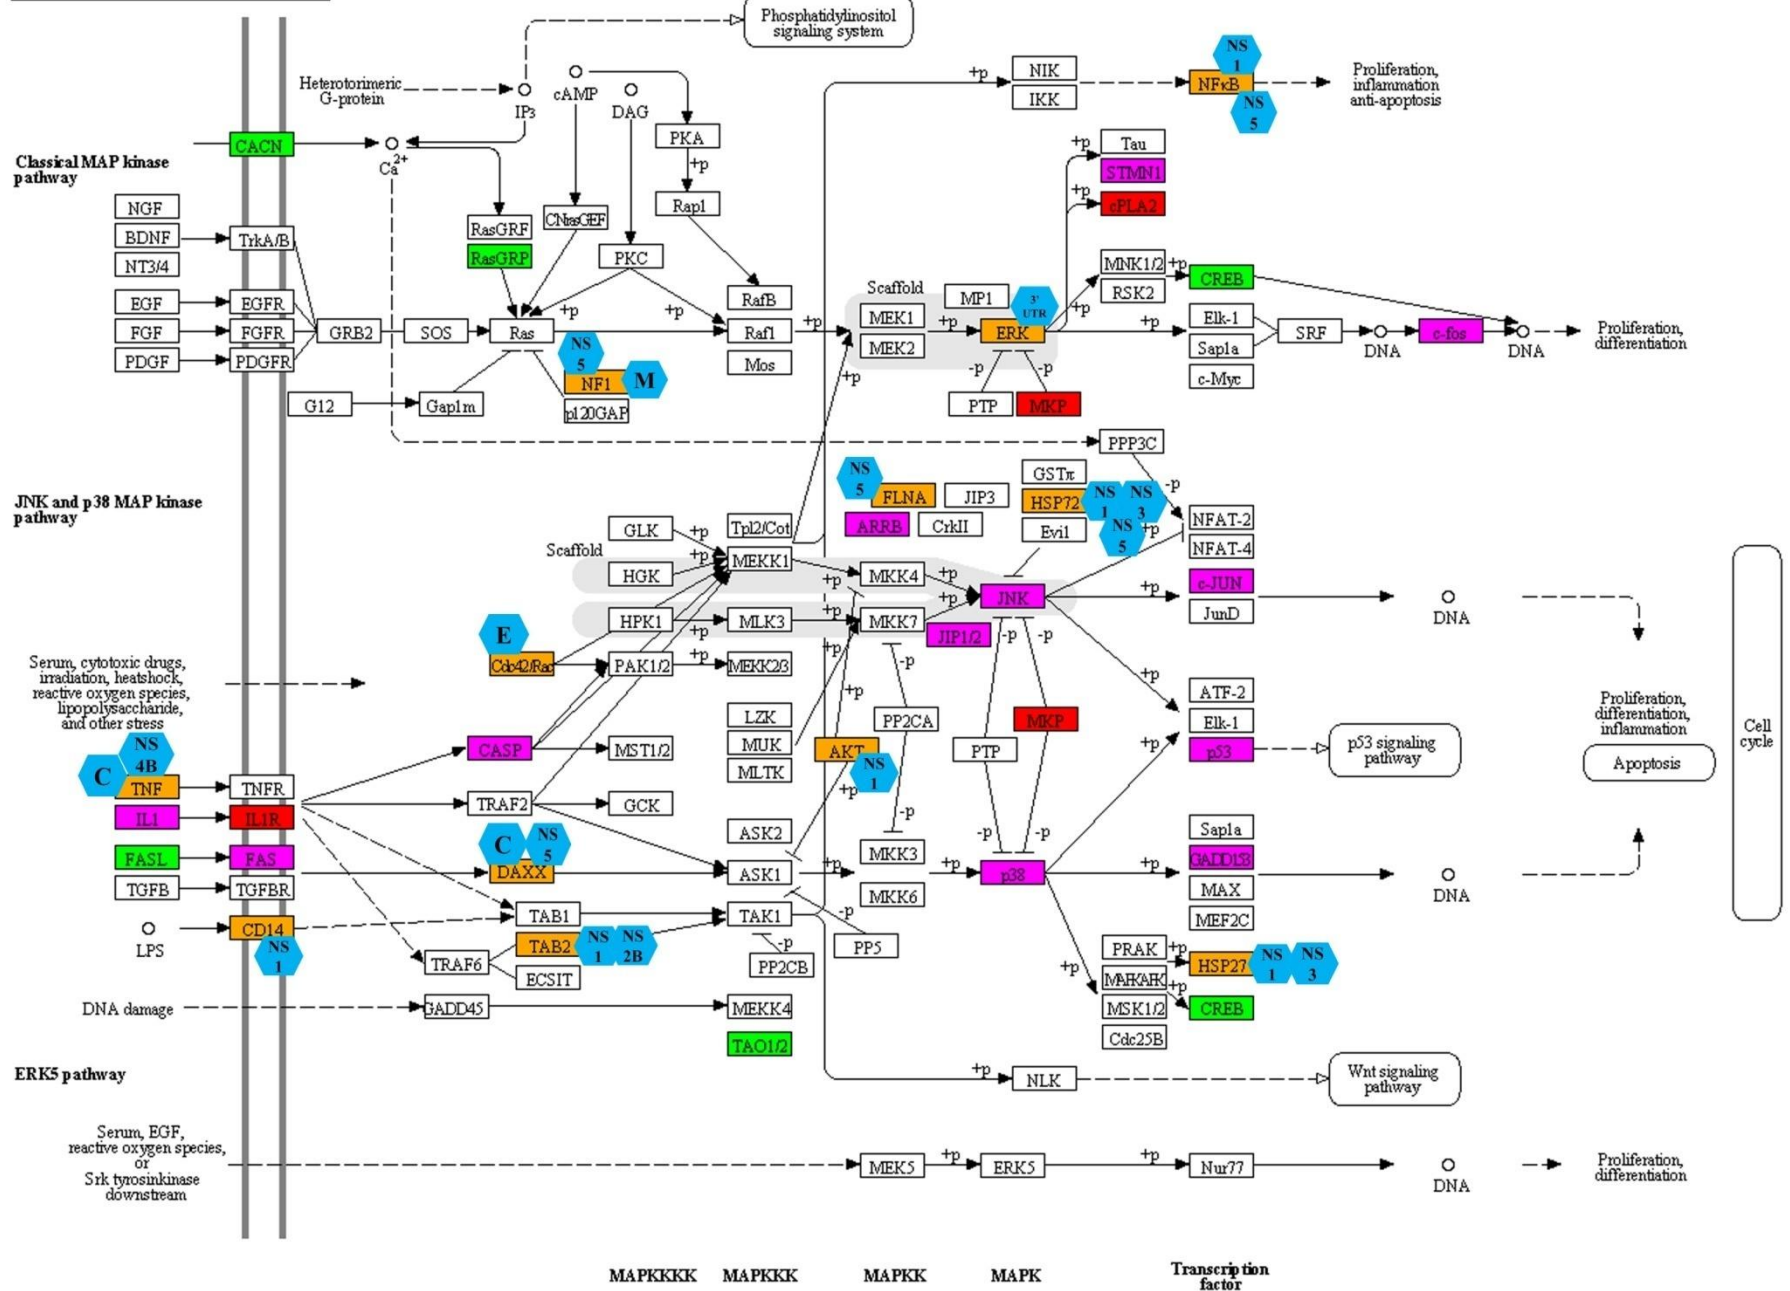 Phosphatidylinositol
signaling system
Heterotorimeric
G-protein
IP3
cAMP
DAG
PKA
+p
Rap1
+p
NIK
IKK
NS
1
NFκB
NS
5
Proliferation,
inflammation
anti-apoptosis
Classical MAP kinase
pathway
CACN
Ca2+
NGF
BDNF
NT3/4
TrkA/B
RasGRF
RasGRP
CNrasGEF
PKC
+p
Tau
STMN1
+p
cPLA2
EGF
EGFR
FGF
FGFR
PDGF
PDGFR
GRB2
SOS
Ras
+p
+p
RafB
Raf1
Mos
+p
Scaffold
MEK1
MEK2
MP1
+p
3'
UTR
ERK
+p
MNK1/2
RSK2
+p
CREB
+p
Elk-1
Sap1a
c-Myc
SRF
DNA
c-fos
DNA
Proliferation,
differentiation
NS
5
NF1
M
p120GAP
G12
Gap1m
+p
-p
-p
PTP
MKP
PPP3C
JNK and p38 MAP kinase
pathway
NS
5
FLNA
JIP3
ARRB
CrkII
GSTπ
HSP72
NS
1
NS
3
NS
5
Evi1
-p
+p
NFAT-2
NFAT-4
Scaffold
GLK
+p
HGK
+p
Tpl2/Cot
MEKK1
+p
MKK4
+p
JNK
+p
c-JUN
JunD
DNA
HPK1
+p
MLK3
+p
MKK7
+p
JIP1/2
-p
-p
E
Cdc42/Rac
PAK1/2
+p
MEKK2/3
+p
-p
+p
+p
Serum, cytotoxic drugs,
irradiation, heatshock,
reactive oxygen species,
lipopolysaccharide,
and other stress
LZK
MUK
MLTK
PP2CA
MKP
PTP
ATF-2
Elk-1
p53
p53 signaling
pathway
Proliferation,
differentiation,
inflammation
Apoptosis
Cell
cycle
CASP
MST1/2
AKT
NS
1
+p
C
NS
4B
TNF
TNFR
IL1
IL1R
FASL
FAS
TGFB
TGFBR
LPS
CD14
NS
1
TRAF2
GCK
ASK2
ASK1
C
NS
5
DAXX
+p
-p
MKK3
MKK6
+p
-p
-p
p38
+p
Sap1a
GADD153
MAX
MEF2C
DNA
TAB1
TAB2
NS
1
NS
2B
TAK1
-p
PP5
-p
PP2CB
TRAF6
ECSIT
+p
PRAK
+p
MAPKAPK
+p
MSK1/2
Cdc25B
HSP27
NS
1
NS
3
CREB
DNA damage
GADD45
MEKK4
TAO1/2
ERK5 pathway
+p
NLK
Wnt signaling
pathway
Serum, EGF,
reactive oxygen species,
or
Srk tyrosinkinase
downstream
MEK5
+p
ERK5
+p
Nur77
DNA
Proliferation,
differentiation
MAPKKKK
MAPKKK
MAPKK
MAPK
Transcription
factor